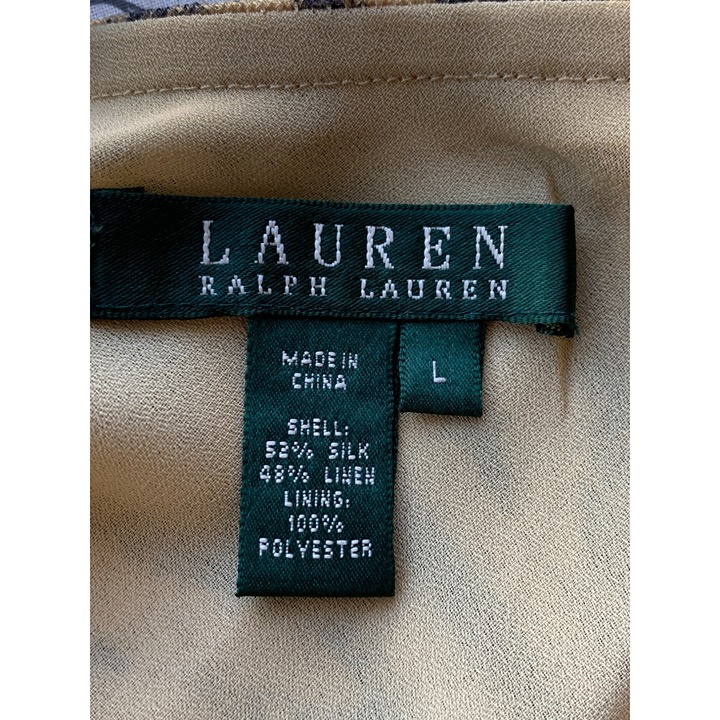 LAUREN
RALPH LAUREN
MADE IN
CHINA
L
SHELL:
52% SILK
48% LINEN
LINING:
100%
POLYESTER